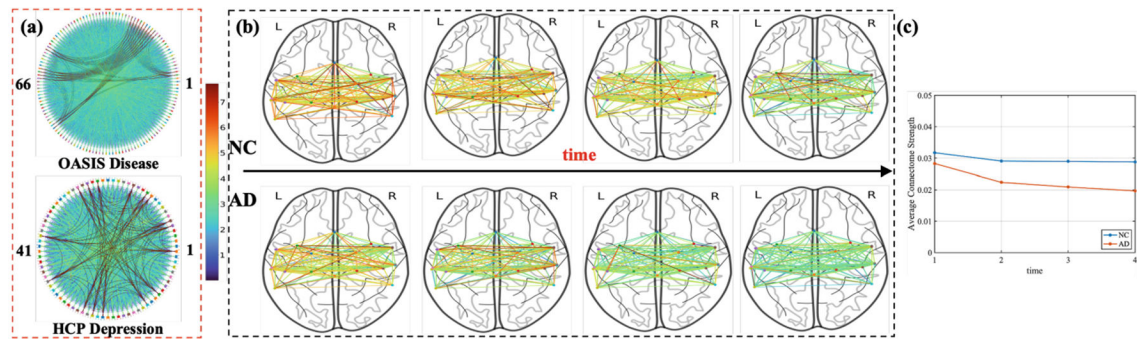 (a)
66
1
OASIS Disease
41
1
HCP Depression
7
6
5
4
3
2
1
(b)
L R
L R
L R
L R
NC
time
AD
L R
L R
L R
L R
(c)
Average Connectome Strength
0.05
0.04
0.03
0.02
0.01
0
1 2 3 4
time
NC
AD